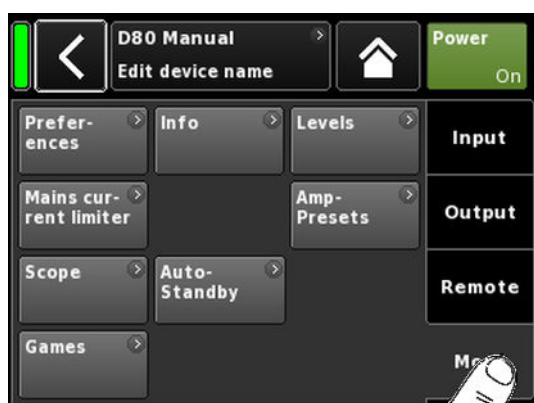 D80 Manual
Edit device name
Power
On
Prefer-
ences
Info
Levels
Input
Mains cur-
rent limiter
Amp-
Presets
Output
Scope
Auto-
Standby
Remote
Games